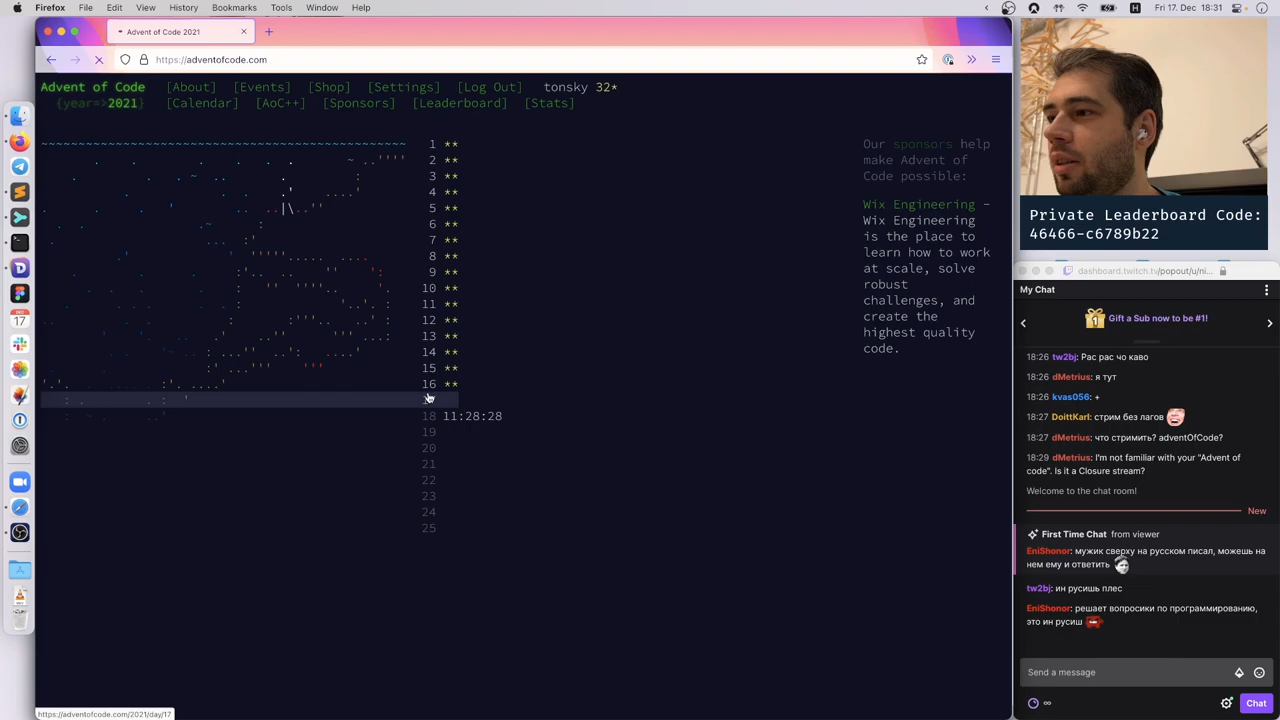 Firefox File Edit View History Bookmarks Tools Window Help
Fri 17. Dec 18:31
Advent of Code 2021
https://adventofcode.com
Advent of Code [About] [Events] [Shop] [Settings] [Log Out] tonsky 32*
{year=>2021} [Calendar] [AoC++] [Sponsors] [Leaderboard] [Stats]
1 **
2 **
3 **
4 **
5 **
6 **
7 **
8 **
9 **
10 **
11 **
12 **
13 **
14 **
15 **
16 **
18 11:28:28
19
20
21
22
23
24
25
Our sponsors help
make Advent of
Code possible:
Wix Engineering -
Wix Engineering
is the place to
learn how to work
at scale, solve
robust
challenges, and
create the
highest quality
code.
https://adventofcode.com/2021/day/17
DEC
17
Private Leaderboard Code:
46466-c6789b22
dashboard.twitch.tv/popout/u/ni...
My Chat
1 Gift a Sub now to be #1!
18:26 tw2bj: Рас рас чо каво
18:26 dMetrius: я тут
18:26 kvas056: +
18:27 DoittKarl: стрим без лагов
18:27 dMetrius: что стримить? adventOfCode?
18:29 dMetrius: I'm not familiar with your "Advent of
code". Is it a Closure stream?
Welcome to the chat room!
New
First Time Chat from viewer
EniShonor: мужик сверху на русском писал, можешь на
нем ему и ответить
tw2bj: ин русишь плес
EniShonor: решает вопросики по программированию,
это ин русиш
Send a message
Chat